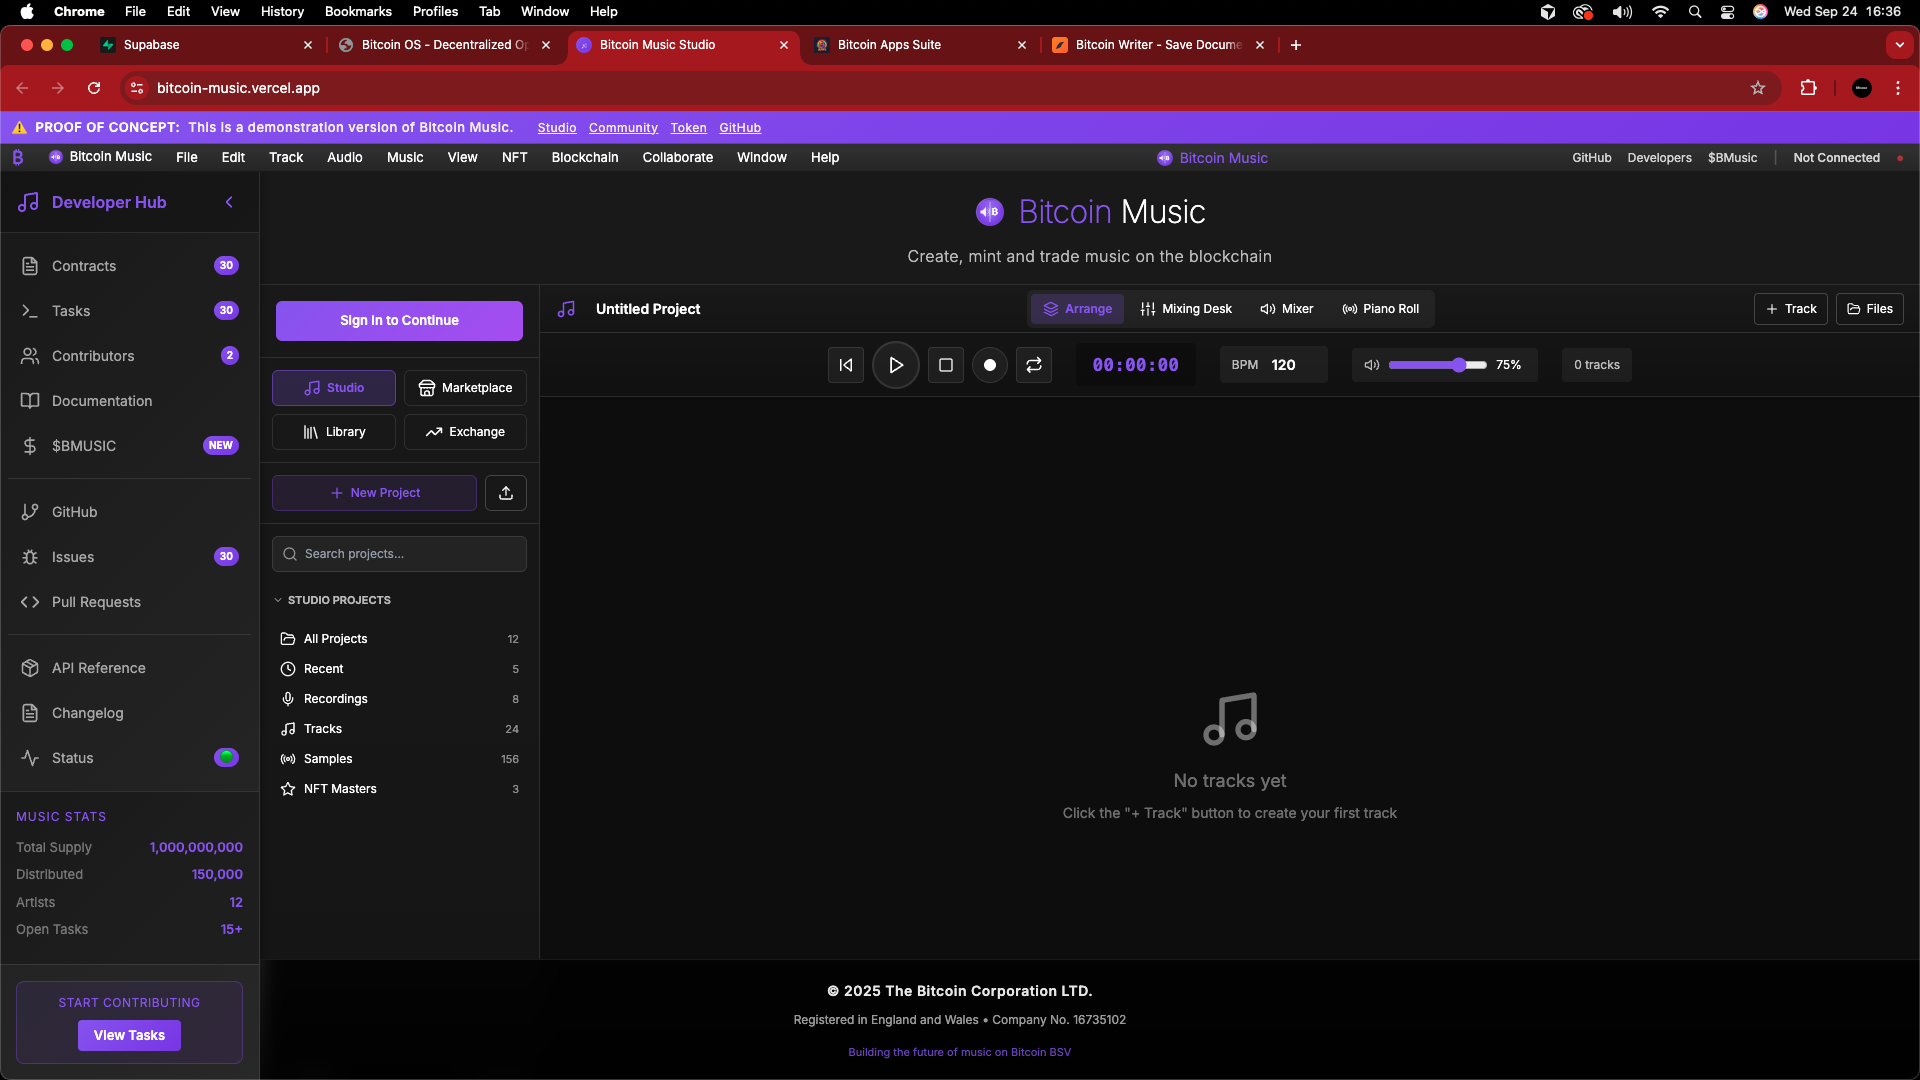 Chrome File Edit View History Bookmarks Profiles Tab Window Help Wed Sep 24 16:36
Supabase Bitcoin OS - Decentralized Op Bitcoin Music Studio Bitcoin Apps Suite Bitcoin Writer - Save Docume
bitcoin-music.vercel.app
PROOF OF CONCEPT: This is a demonstration version of Bitcoin Music. Studio Community Token GitHub
Bitcoin Music File Edit Track Audio Music View NFT Blockchain Collaborate Window Help Bitcoin Music GitHub Developers $BMusic Not Connected
Developer Hub
Contracts 30
Tasks 30
Contributors 2
Documentation
$BMUSIC NEW
GitHub
Issues 30
Pull Requests
API Reference
Changelog
Status
MUSIC STATS
Total Supply 1,000,000,000
Distributed 150,000
Artists 12
Open Tasks 15+
START CONTRIBUTING
View Tasks
Bitcoin Music
Create, mint and trade music on the blockchain
Sign in to Continue
Studio Marketplace
Library Exchange
New Project
Search projects...
STUDIO PROJECTS
All Projects 12
Recent 5
Recordings 8
Tracks 24
Samples 156
NFT Masters 3
Untitled Project Arrange Mixing Desk Mixer Piano Roll + Track Files
00:00:00 BPM 120 75% 0 tracks
No tracks yet
Click the "+ Track" button to create your first track
© 2025 The Bitcoin Corporation LTD.
Registered in England and Wales • Company No. 16735102
Building the future of music on Bitcoin BSV